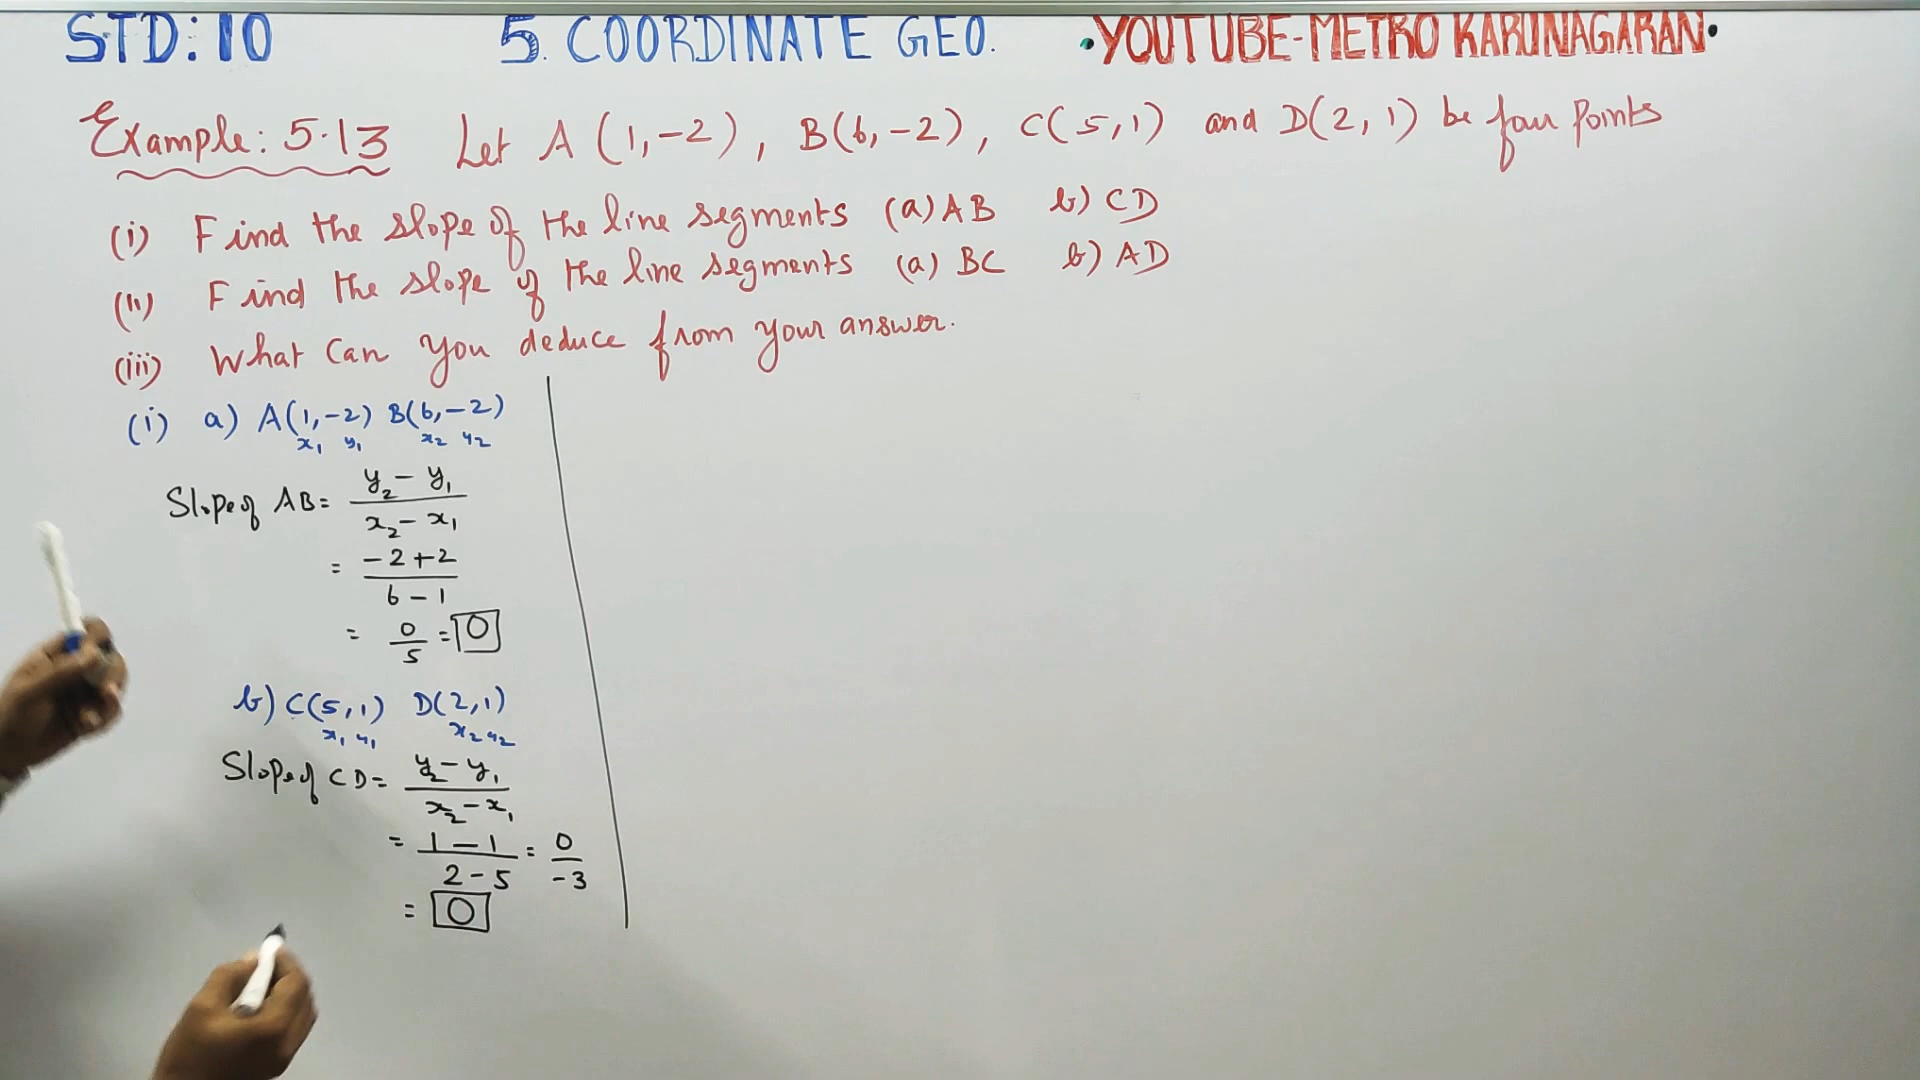 STD: 10 5. COORDINATE GEO. •YOUTUBE-METRO KARUNAGARAN•
Example: 5.13 Let A (1,-2), B(6,-2), C(5,1) and D(2,1) be four points
(i) Find the slope of the line segments (a) AB b) CD
(ii) Find the slope of the line segments (a) BC b) AD
(iii) What can you deduce from your answer.
(i) a) A(1,-2) B(6,-2)
x₁ y₁ x₂ y₂
Slope of AB = y₂ - y₁ / x₂ - x₁
= -2+2 / 6-1
= 0/5 = 0
b) C(5,1) D(2,1)
x₁ y₁ x₂ y₂
Slope of CD = y₂ - y₁ / x₂ - x₁
= 1-1 / 2-5 = 0/-3
= 0